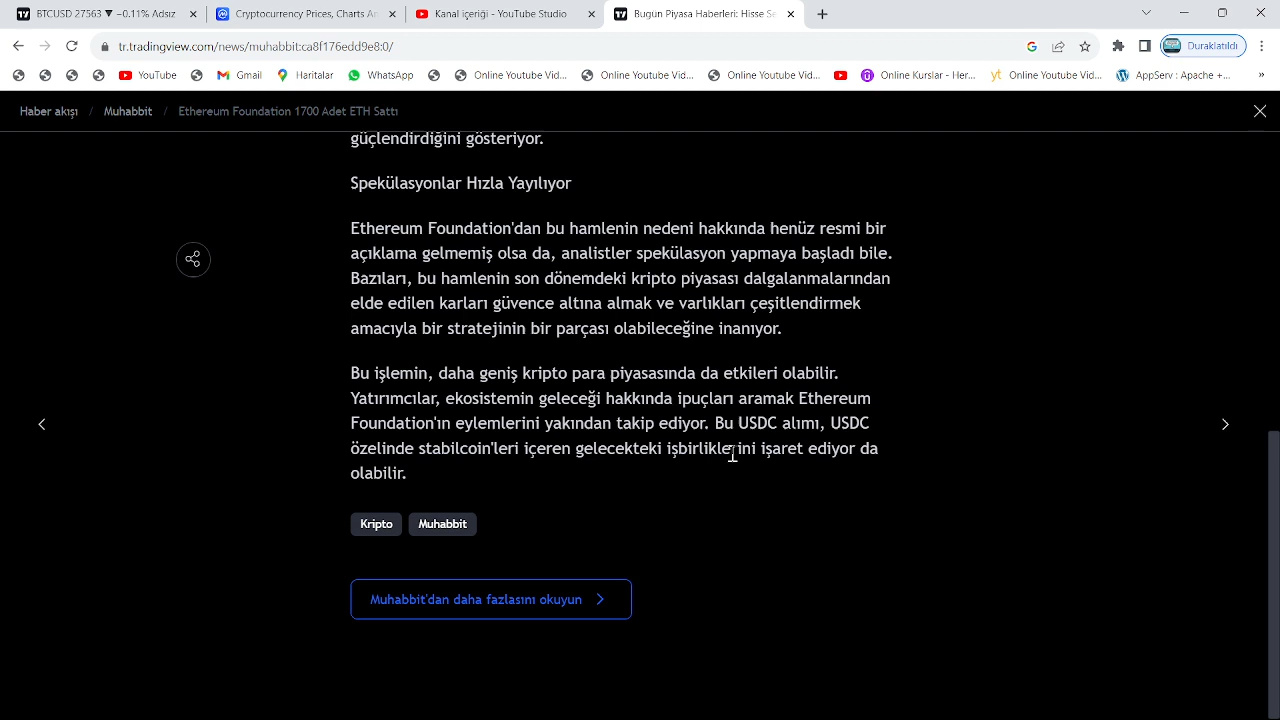 BTCUSD 27563 ▼ −0.11% Adsız
Cryptocurrency Prices, Charts An
Kanal içeriği - YouTube Studio
Bugün Piyasa Haberleri: Hisse Se
tr.tradingview.com/news/muhabbit:ca8f176edd9e8:0/
Duraklatıldı
YouTube
Gmail
Haritalar
WhatsApp
Online Youtube Vid...
Online Youtube Vid...
Online Youtube Vid...
Online Kurslar - Her...
yt Online Youtube Vid...
AppServ : Apache +...
»
Haber akışı / Muhabbit / Ethereum Foundation 1700 Adet ETH Sattı
güçlendirdiğini gösteriyor.
Spekülasyonlar Hızla Yayılıyor
Ethereum Foundation'dan bu hamlenin nedeni hakkında henüz resmi bir
açıklama gelmemiş olsa da, analistler spekülasyon yapmaya başladı bile.
Bazıları, bu hamlenin son dönemdeki kripto piyasası dalgalanmalarından
elde edilen karları güvence altına almak ve varlıkları çeşitlendirmek
amacıyla bir stratejinin bir parçası olabileceğine inanıyor.
Bu işlemin, daha geniş kripto para piyasasında da etkileri olabilir.
Yatırımcılar, ekosistemin geleceği hakkında ipuçları aramak Ethereum
Foundation'ın eylemlerini yakından takip ediyor. Bu USDC alımı, USDC
özelinde stabilcoin'leri içeren gelecekteki işbirliklerini işaret ediyor da
olabilir.
Kripto
Muhabbit
Muhabbit'dan daha fazlasını okuyun